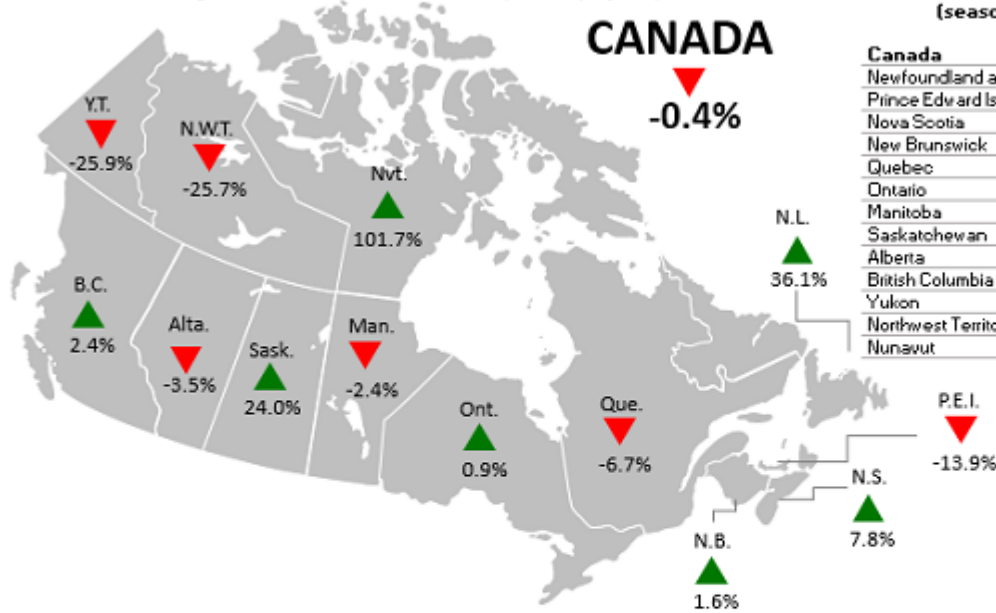 CANADA
-0.4%
(seaso
Canada
Newfoundland a
Prince Edward Is
Nova Scotia
New Brunswick
Quebec
Ontario
Manitoba
Saskatchewan
Alberta
British Columbia
Yukon
Northwest Territo
Nunavut
Y.T.
-25.9%
N.W.T.
-25.7%
Nvt.
101.7%
N.L.
36.1%
B.C.
2.4%
Alta.
-3.5%
Sask.
24.0%
Man.
-2.4%
Ont.
0.9%
Que.
-6.7%
P.E.I.
-13.9%
N.S.
7.8%
N.B.
1.6%